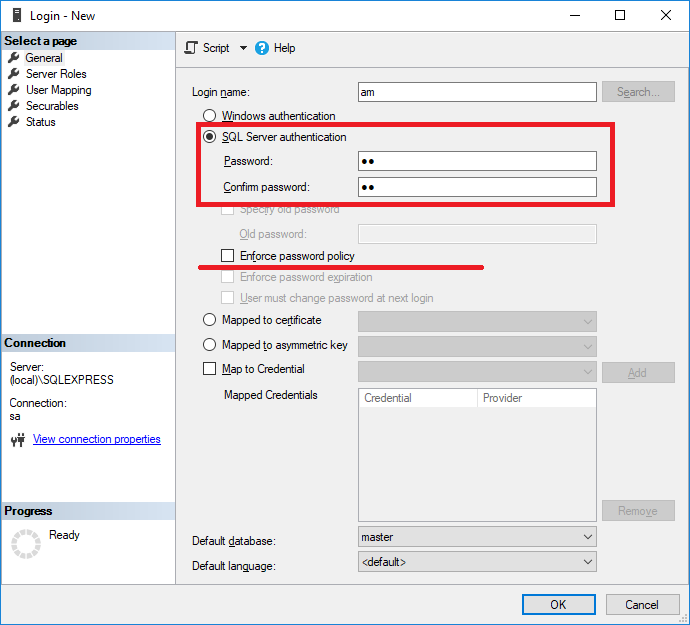 Login - New
Select a page
General
Server Roles
User Mapping
Securables
Status
Script
Help
Login name:
am
Search...
Windows authentication
SQL Server authentication
Password:
●●
Confirm password:
●●
Specify old password
Old password:
Enforce password policy
Enforce password expiration
User must change password at next login
Mapped to certificate
Mapped to asymmetric key
Map to Credential
Add
Mapped Credentials
Credential Provider
Remove
Default database:
master
Default language:
<default>
Connection
Server:
(local)\SQLEXPRESS
Connection:
sa
View connection properties
Progress
Ready
OK
Cancel